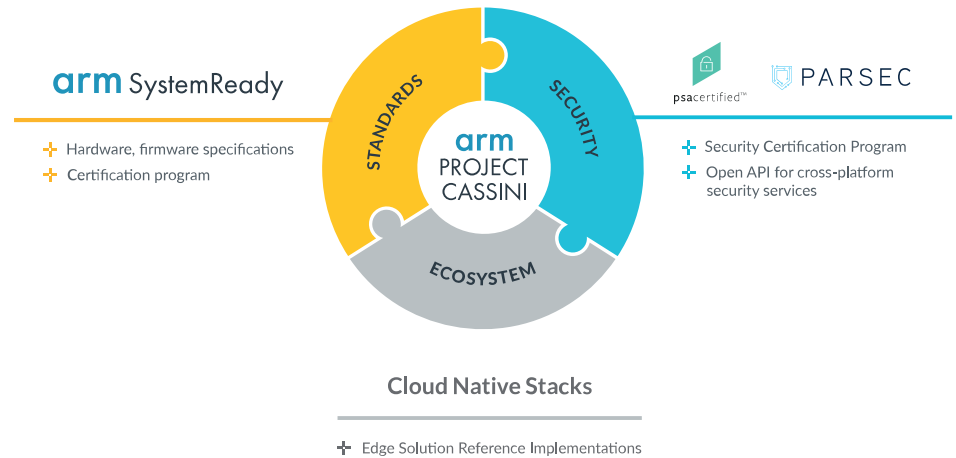 arm SystemReady
Hardware, firmware specifications
Certification program
STANDARDS
SECURITY
ECOSYSTEM
arm
PROJECT
CASSINI
psacertified™
PARSEC
Security Certification Program
Open API for cross-platform
security services
Cloud Native Stacks
Edge Solution Reference Implementations